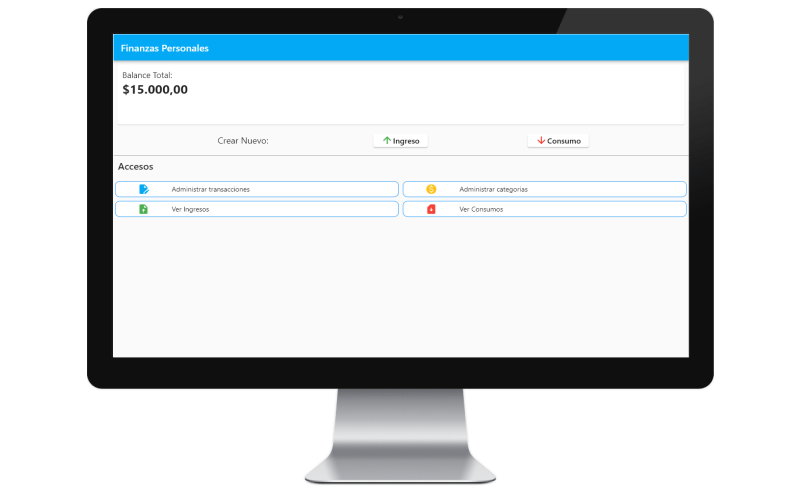 Finanzas Personales
Balance Total:
$15.000,00
Crear Nuevo: Ingreso Consumo
Accesos
Administrar transacciones Administrar categorias
Ver Ingresos Ver Consumos